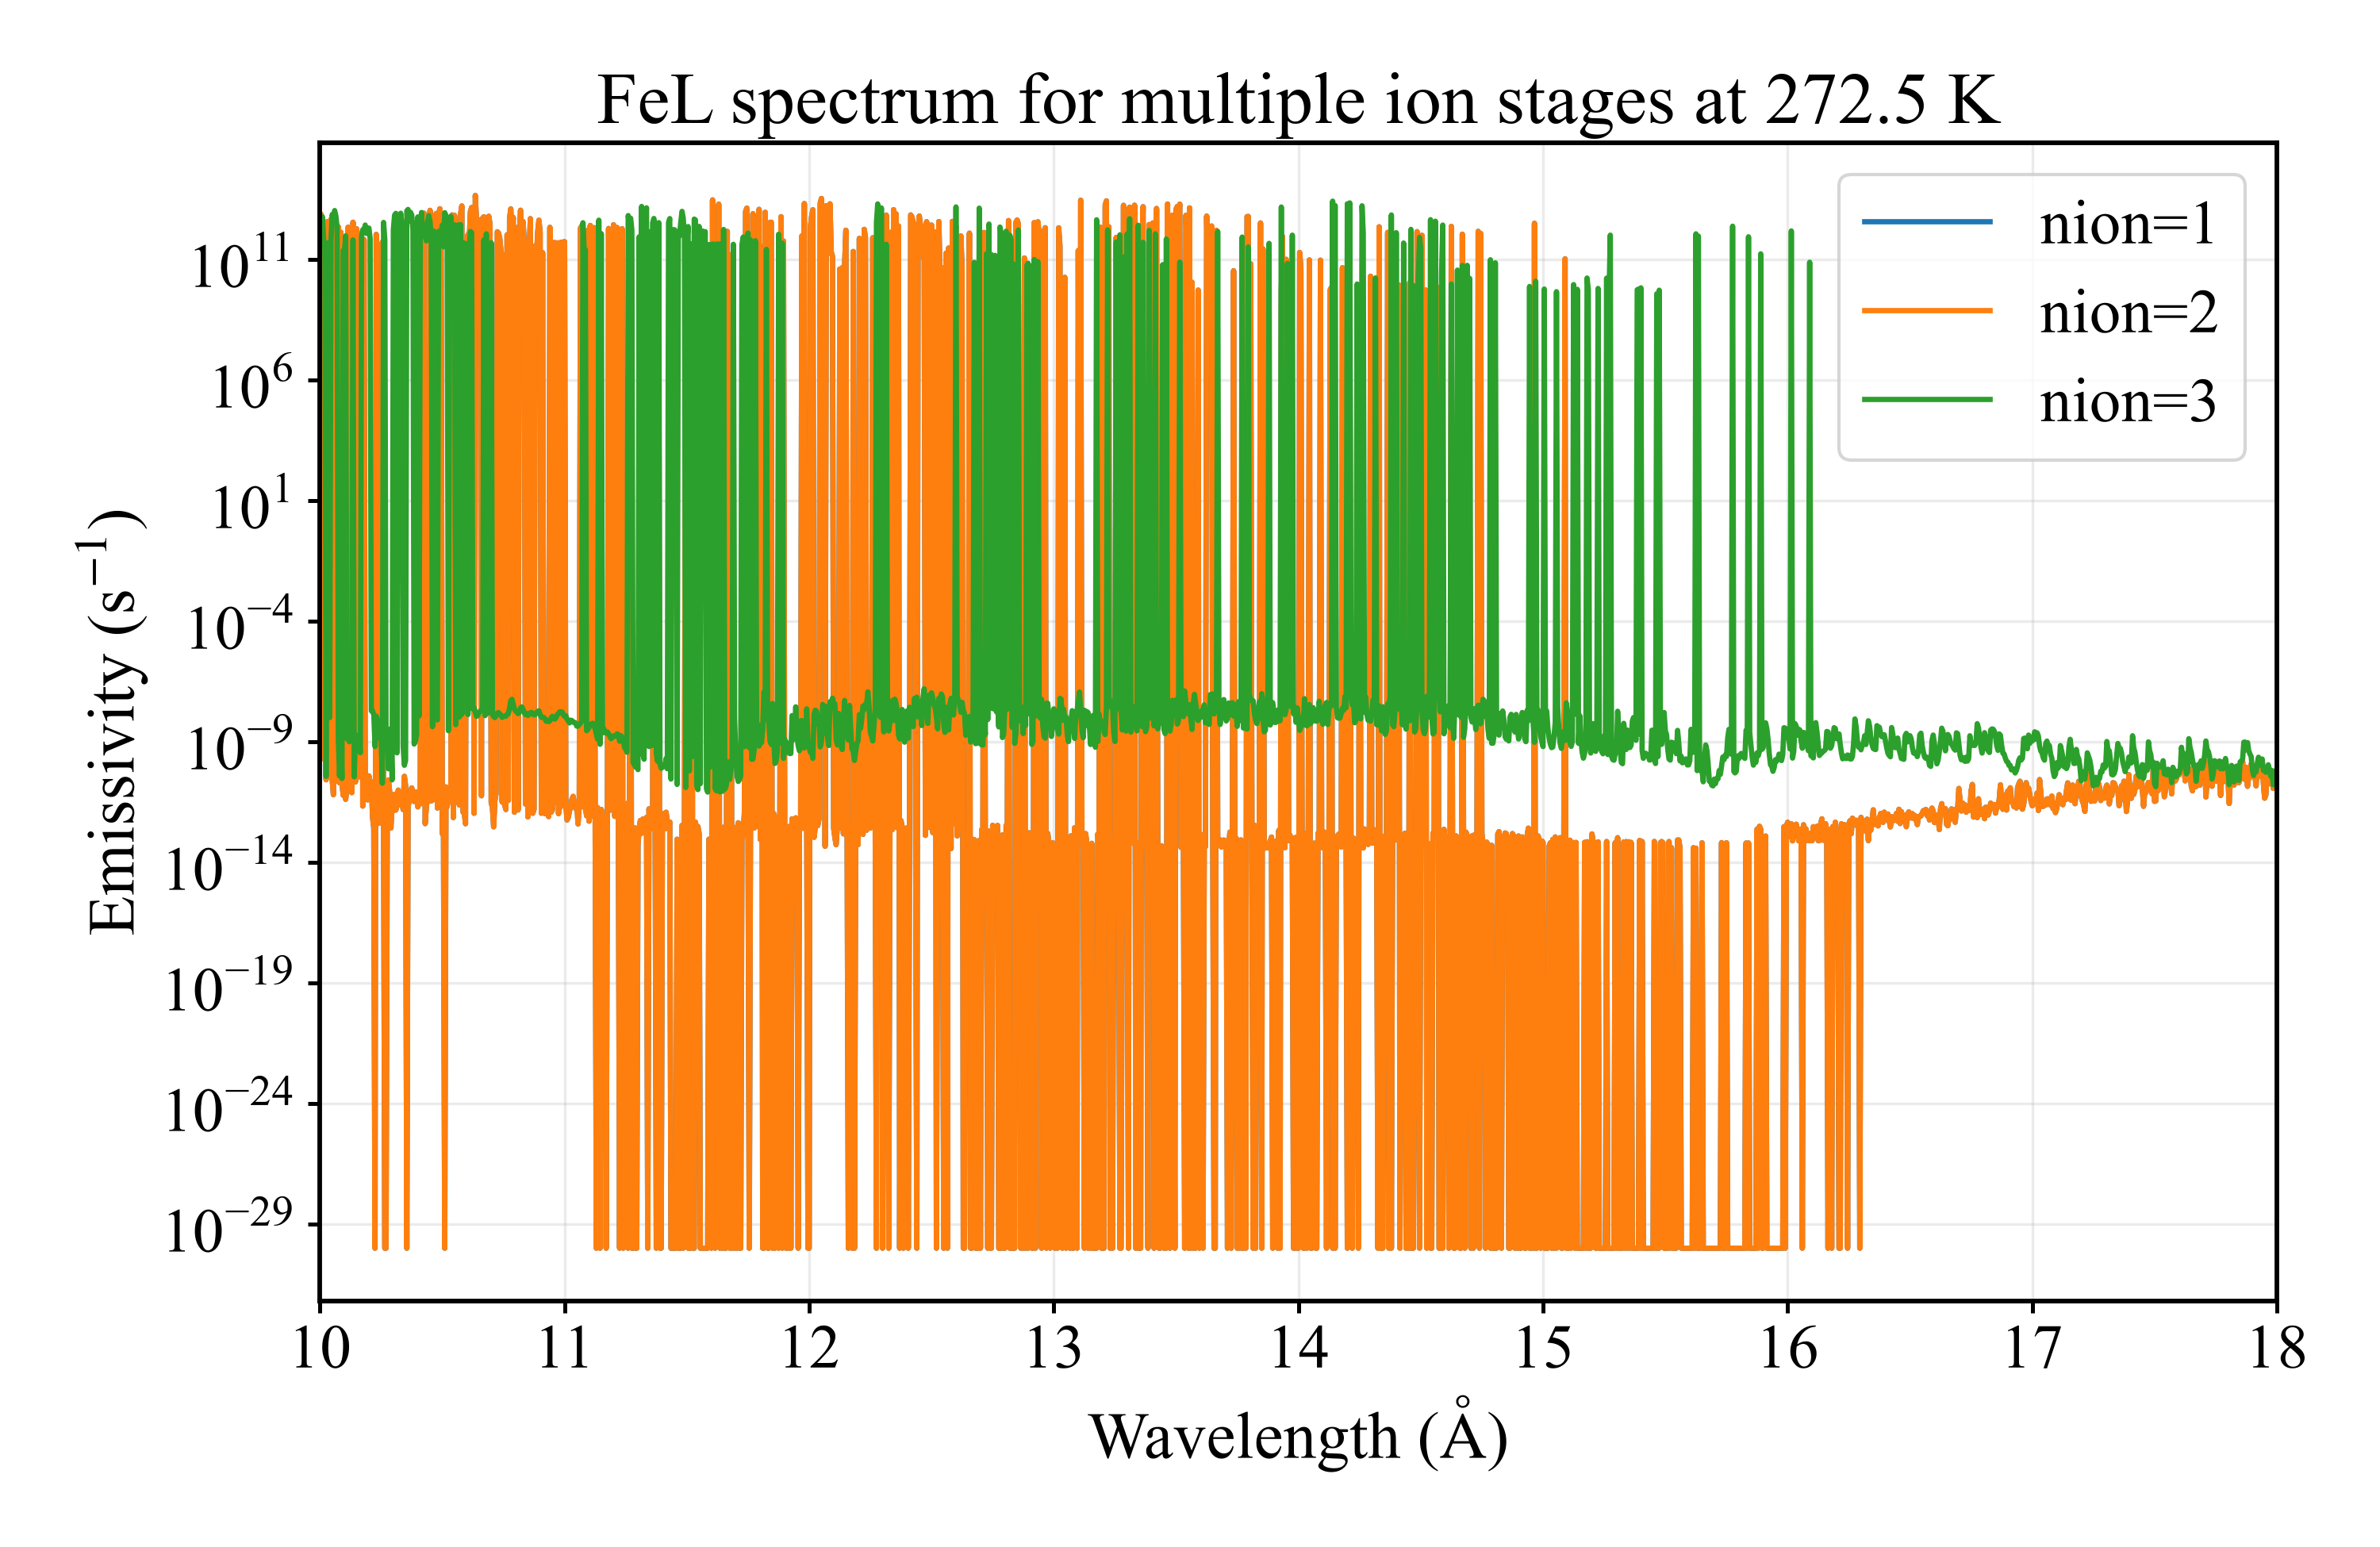 FeL spectrum for multiple ion stages at 272.5 K
nion=1
nion=2
nion=3
Emissivity (s⁻¹)
10¹¹
10⁶
10¹
10⁻⁴
10⁻⁹
10⁻¹⁴
10⁻¹⁹
10⁻²⁴
10⁻²⁹
10 11 12 13 14 15 16 17 18
Wavelength (Å)